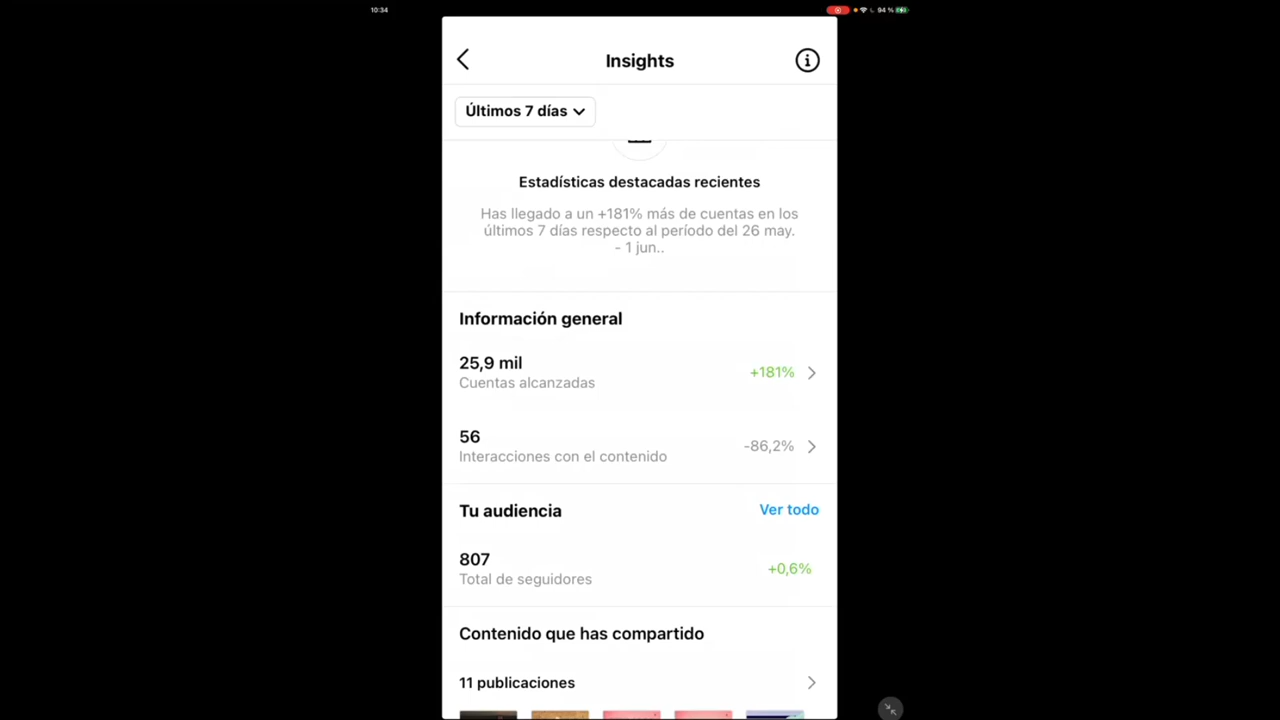 10:34
94 %
Insights
Últimos 7 días
Estadísticas destacadas recientes
Has llegado a un +181% más de cuentas en los
últimos 7 días respecto al período del 26 may.
- 1 jun..
Información general
25,9 mil
Cuentas alcanzadas
+181%
56
Interacciones con el contenido
-86,2%
Tu audiencia
Ver todo
807
Total de seguidores
+0,6%
Contenido que has compartido
11 publicaciones